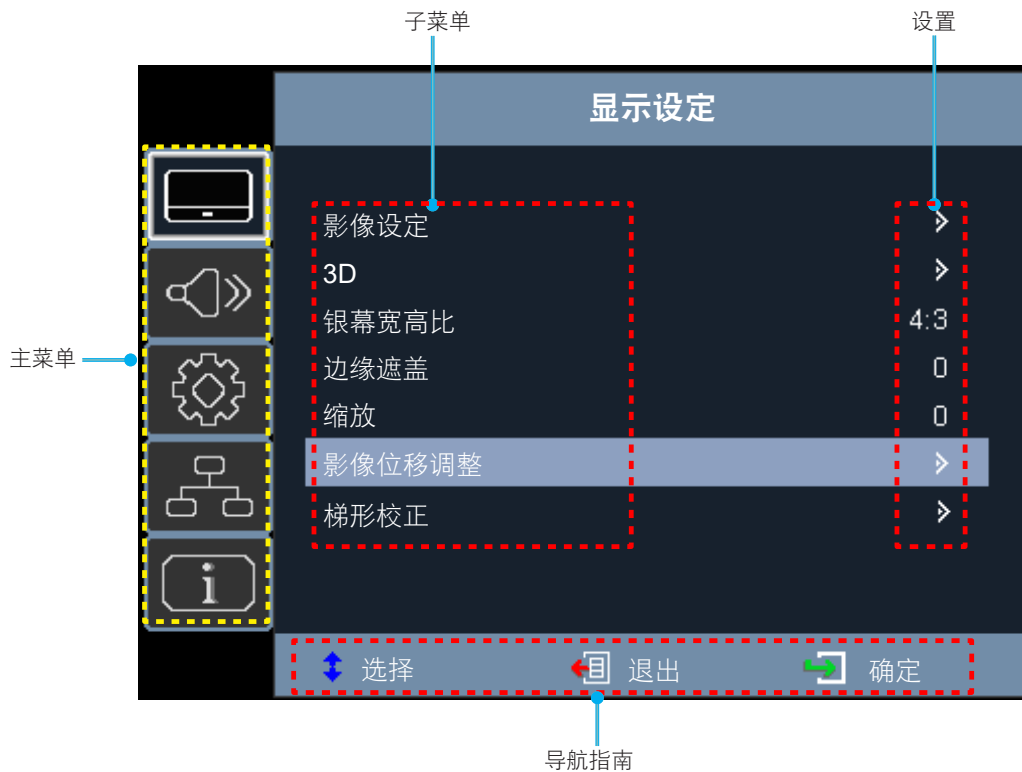 子菜单
设置
显示设定
影像设定
3D
银幕宽高比 4:3
主菜单
边缘遮盖 0
缩放 0
影像位移调整
梯形校正
i
选择 退出 确定
导航指南